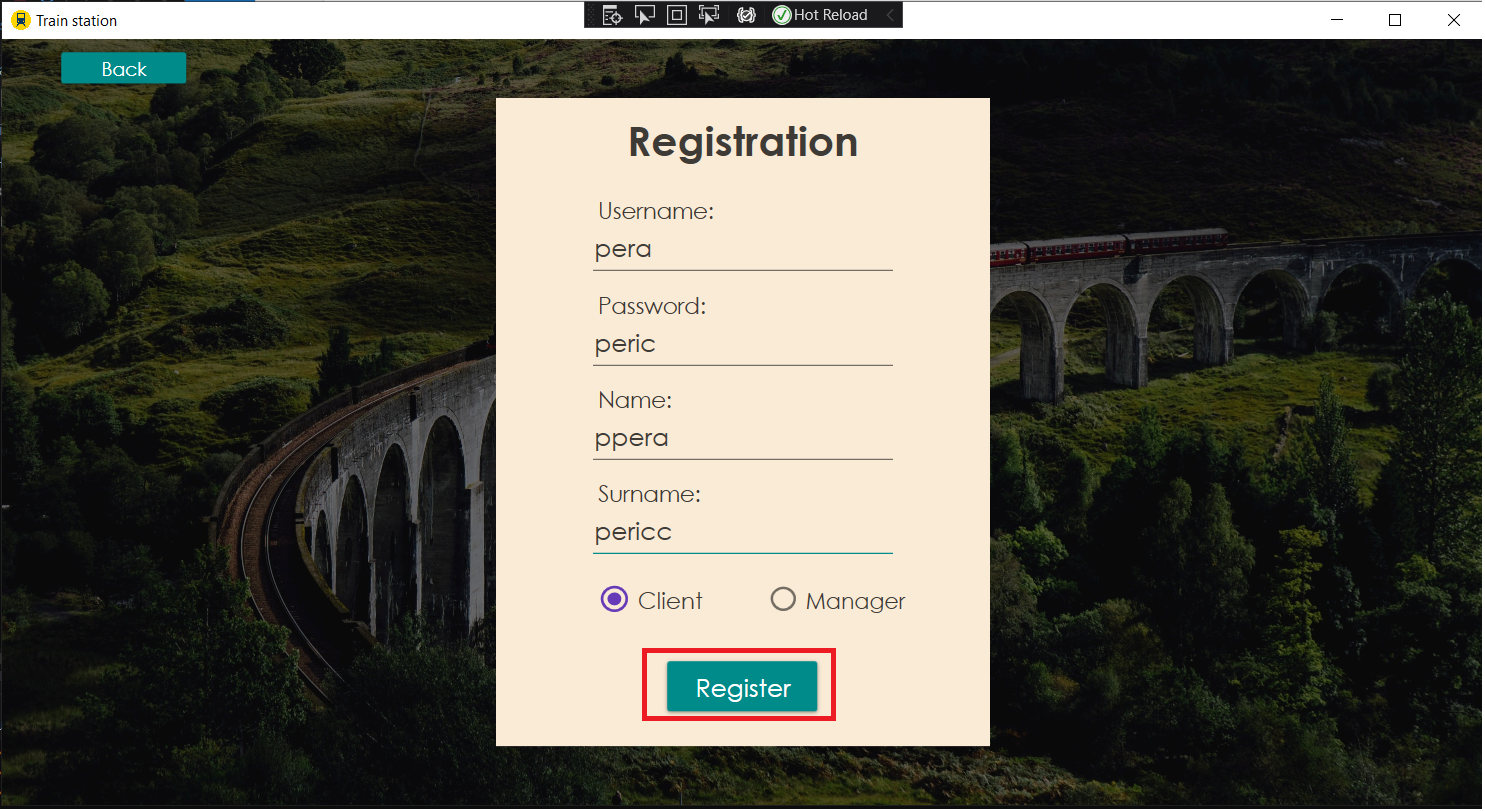 Train station
Hot Reload
Back
Registration
Username:
pera
Password:
peric
Name:
ppera
Surname:
pericc
Client Manager
Register